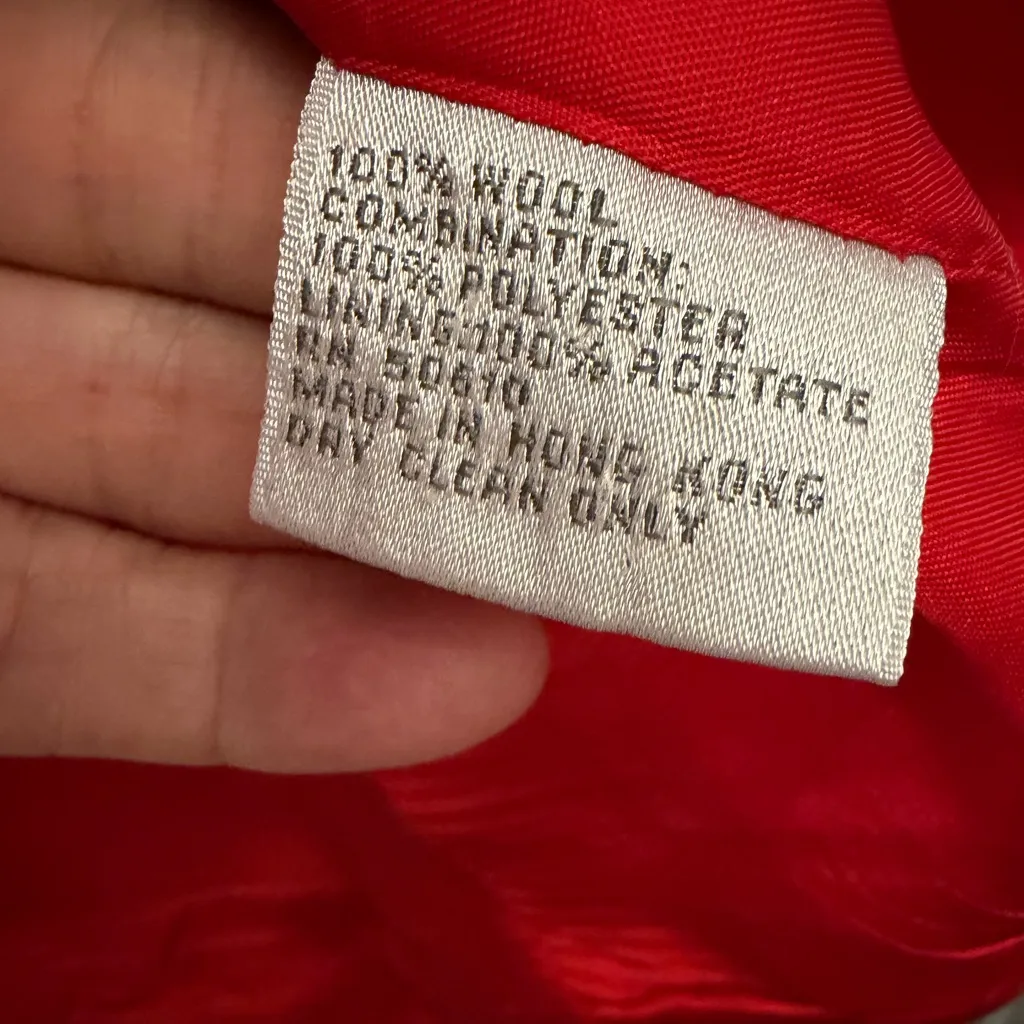 100% WOOL
COMBINATION:
100% POLYESTER
LINING:100% ACETATE
RN 50610
MADE IN HONG KONG
DRY CLEAN ONLY